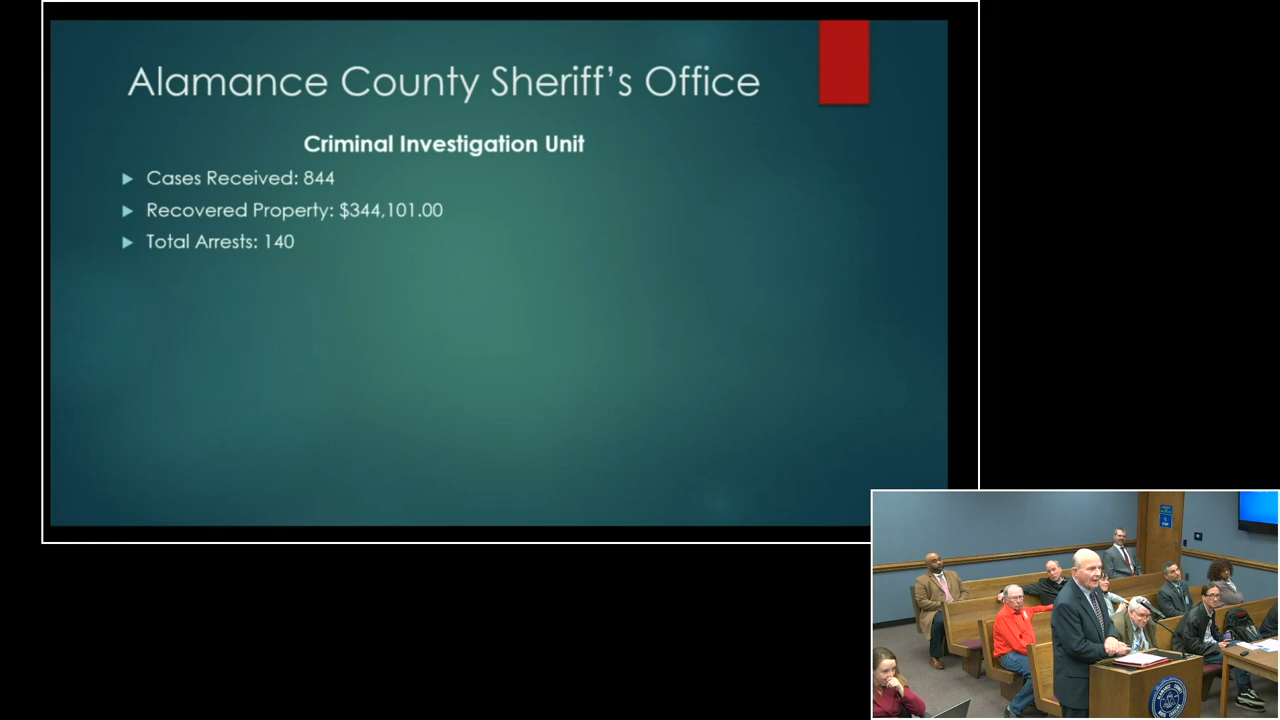 Alamance County Sheriff's Office
Criminal Investigation Unit
Cases Received: 844
Recovered Property: $344,101.00
Total Arrests: 140